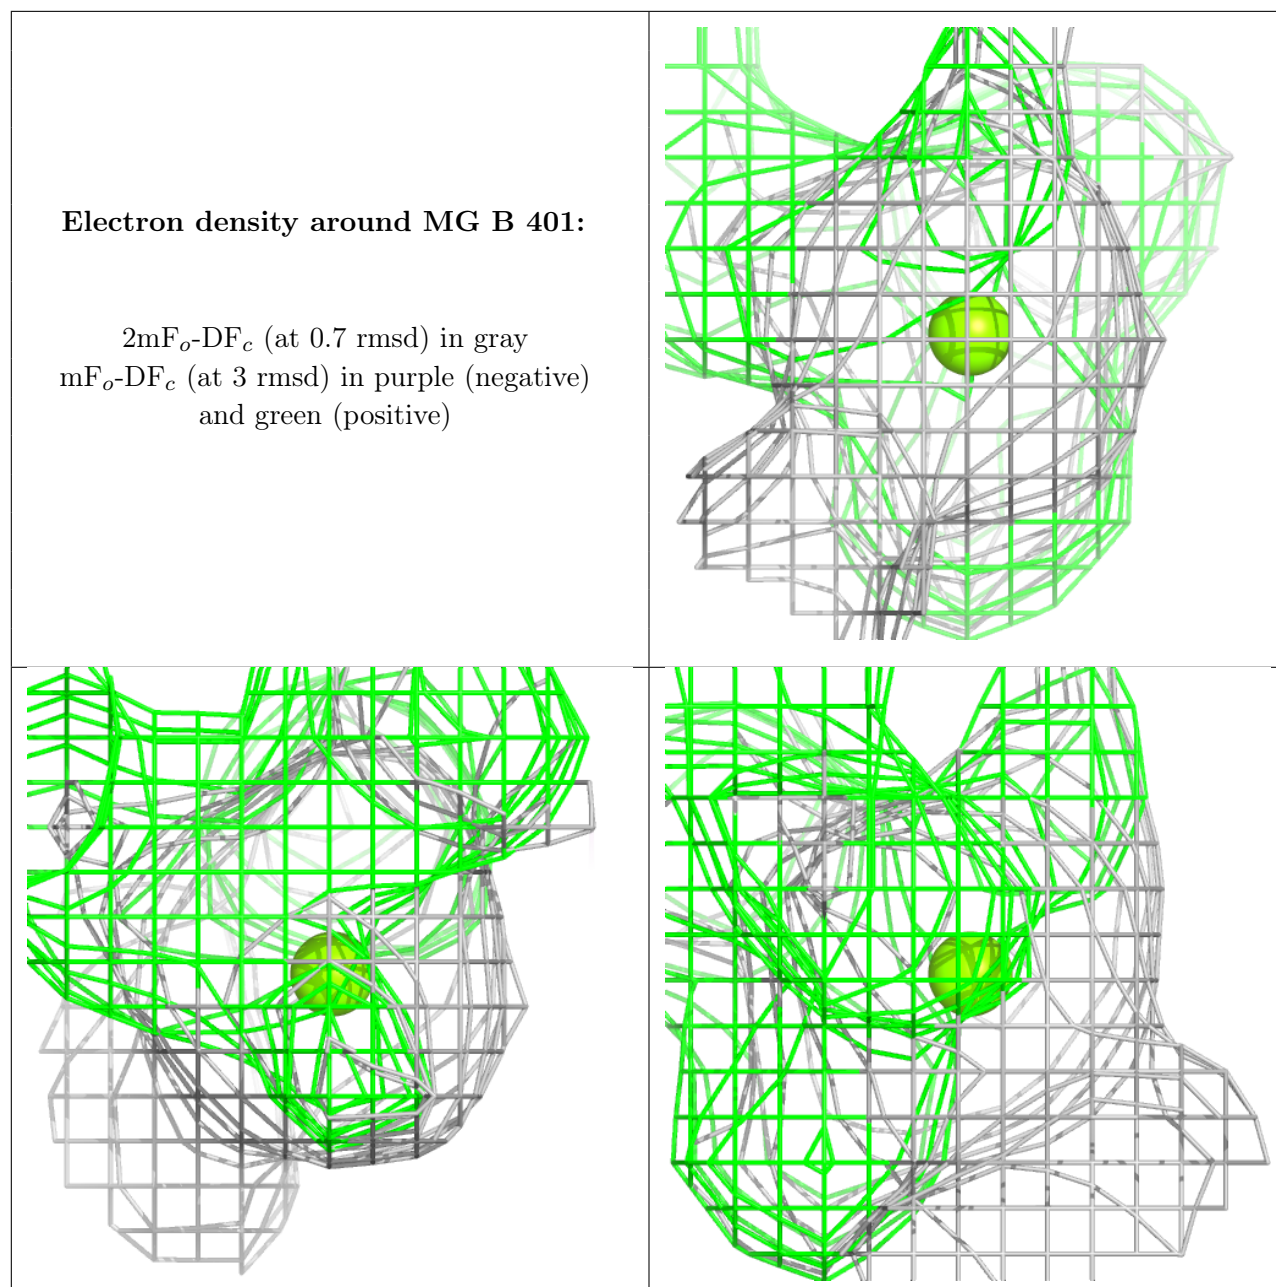 Electron density around MG B 401:
2mFₒ-DF𝒸 (at 0.7 rmsd) in gray
mFₒ-DF𝒸 (at 3 rmsd) in purple (negative)
and green (positive)